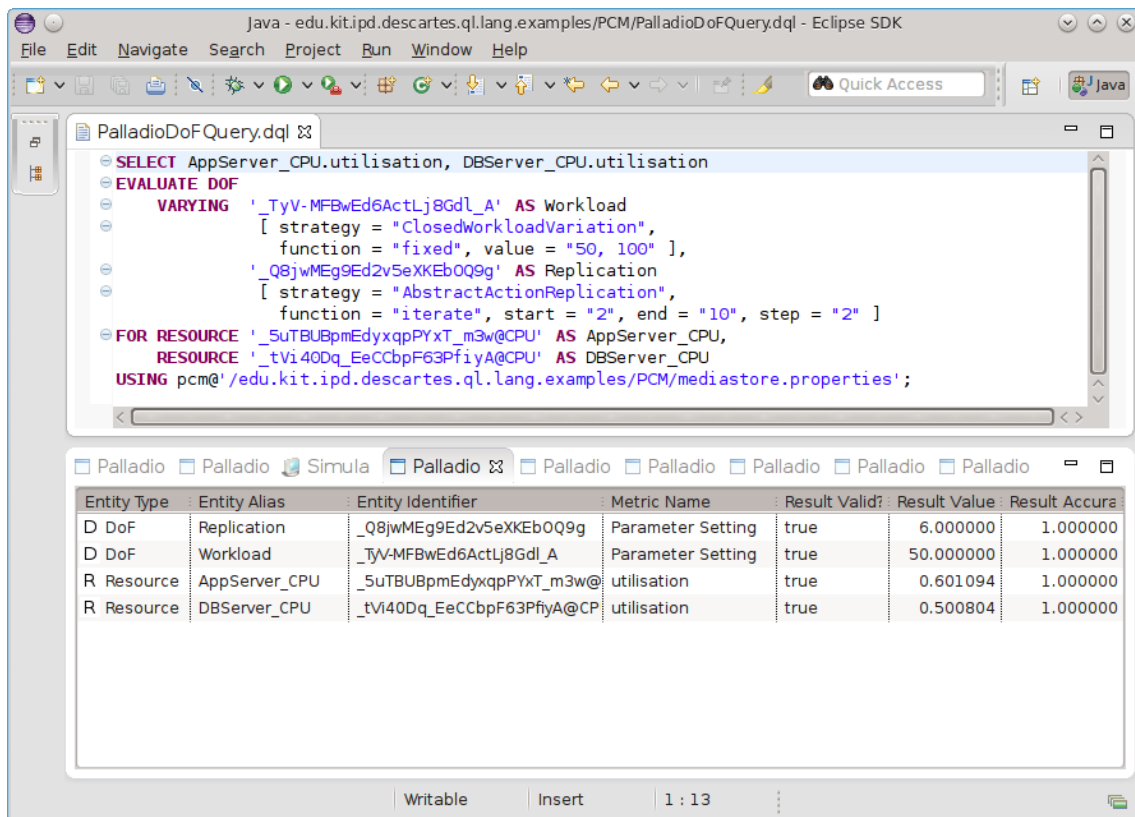 Java - edu.kit.ipd.descartes.ql.lang.examples/PCM/PalladioDoFQuery.dql - Eclipse SDK
File Edit Navigate Search Project Run Window Help
Quick Access
Java
PalladioDoFQuery.dql
SELECT AppServer_CPU.utilisation, DBServer_CPU.utilisation
EVALUATE DOF
VARYING '_TyV-MFBwEd6ActLj8Gdl_A' AS Workload
[ strategy = "ClosedWorkloadVariation",
function = "fixed", value = "50, 100" ],
'_Q8jwMEg9Ed2v5eXKEbOQ9g' AS Replication
[ strategy = "AbstractActionReplication",
function = "iterate", start = "2", end = "10", step = "2" ]
FOR RESOURCE '_5uTBUBpmEdyxqpPYxT_m3w@CPU' AS AppServer_CPU,
RESOURCE '_tVi40Dq_EeCCbpF63PfiyA@CPU' AS DBServer_CPU
USING pcm@'/edu.kit.ipd.descartes.ql.lang.examples/PCM/mediastore.properties';
Palladio Palladio Simula Palladio Palladio Palladio Palladio Palladio Palladio
Entity Type Entity Alias Entity Identifier Metric Name Result Valid? Result Value Result Accura
D DoF Replication _Q8jwMEg9Ed2v5eXKEbOQ9g Parameter Setting true 6.000000 1.000000
D DoF Workload _TyV-MFBwEd6ActLj8Gdl_A Parameter Setting true 50.000000 1.000000
R Resource AppServer_CPU _5uTBUBpmEdyxqpPYxT_m3w@ utilisation true 0.601094 1.000000
R Resource DBServer_CPU _tVi40Dq_EeCCbpF63PfiyA@CP utilisation true 0.500804 1.000000
Writable Insert 1 : 13